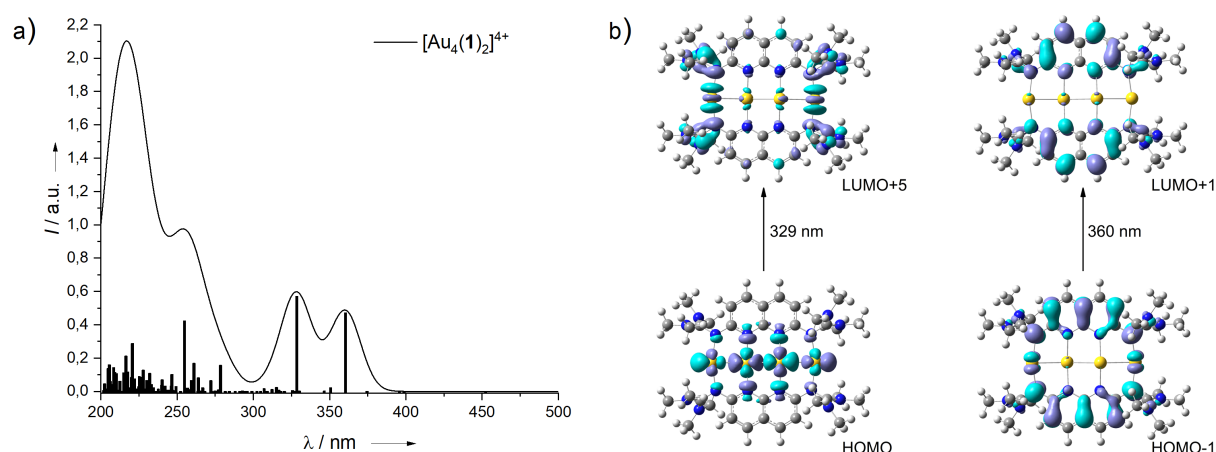 a)
[Au4(1)2]4+
I / a.u.
2,2
2,0
1,8
1,6
1,4
1,2
1,0
0,8
0,6
0,4
0,2
0,0
200 250 300 350 400 450 500
λ / nm
b)
LUMO+5
LUMO+1
329 nm
360 nm
HOMO
HOMO-1